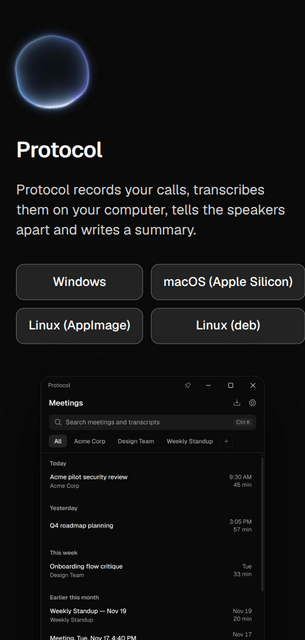 Protocol
Protocol records your calls, transcribes
them on your computer, tells the speakers
apart and writes a summary.
Windows
macOS (Apple Silicon)
Linux (AppImage)
Linux (deb)
Protocol
Meetings
Search meetings and transcripts
Ctrl K
All
Acme Corp
Design Team
Weekly Standup
+
Today
Acme pilot security review
9:30 AM
Acme Corp
45 min
Yesterday
Q4 roadmap planning
3:05 PM
57 min
This week
Onboarding flow critique
Tue
Design Team
33 min
Earlier this month
Weekly Standup — Nov 19
Nov 19
Weekly Standup
20 min
Meeting, Tue Nov 17, 4:40 PM
Nov 17